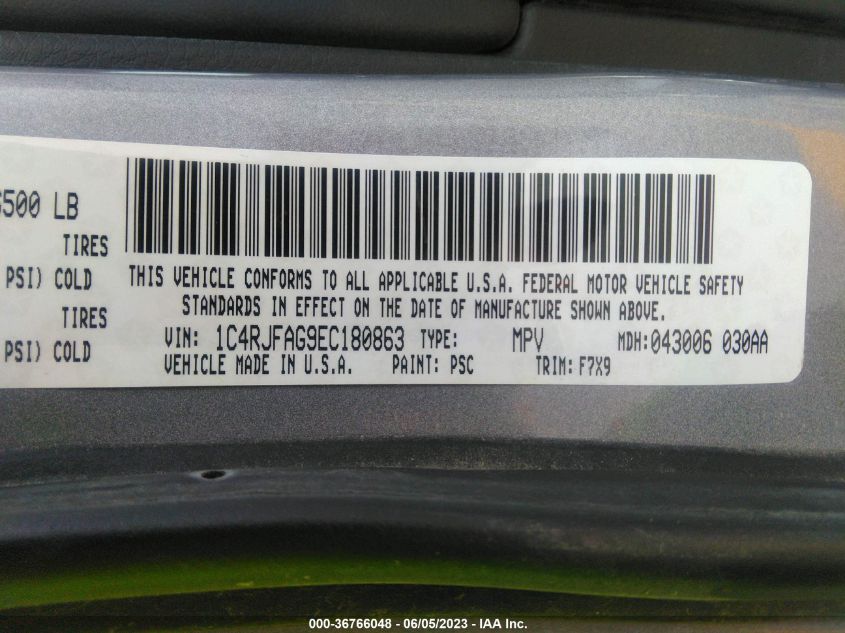 500 LB
TIRES
PSI) COLD
TIRES
PSI) COLD
THIS VEHICLE CONFORMS TO ALL APPLICABLE U.S.A. FEDERAL MOTOR VEHICLE SAFETY
STANDARDS IN EFFECT ON THE DATE OF MANUFACTURE SHOWN ABOVE.
VIN: 1C4RJFAG9EC180863 TYPE: MPV MDH:043006 030AA
VEHICLE MADE IN U.S.A. PAINT: PSC TRIM: F7X9
000-36766048 - 06/05/2023 - IAA Inc.